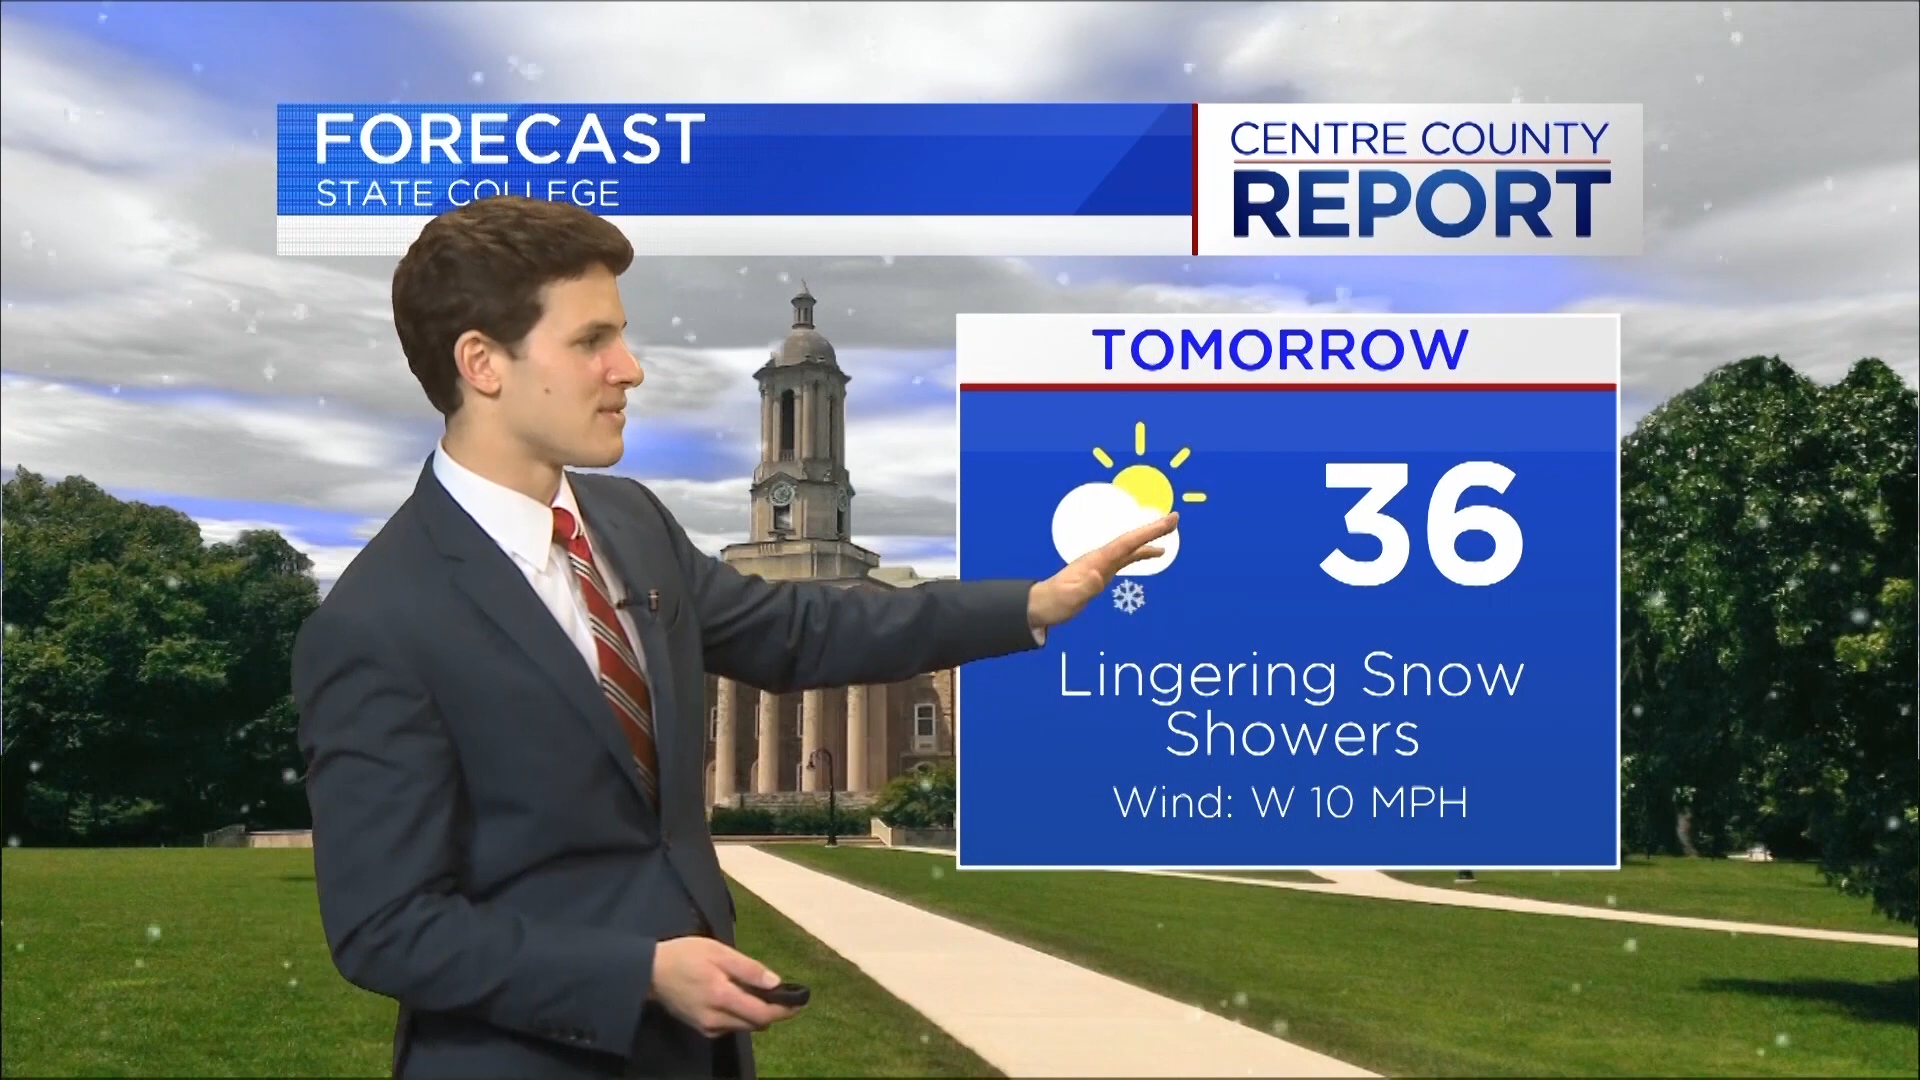 FORECAST
STATE COLLEGE
CENTRE COUNTY
REPORT
TOMORROW
36
Lingering Snow
Showers
Wind: W 10 MPH